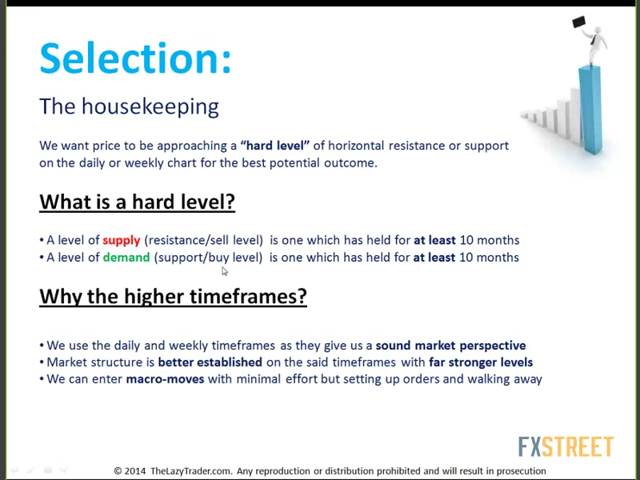 Selection:
The housekeeping
We want price to be approaching a “hard level” of horizontal resistance or support
on the daily or weekly chart for the best potential outcome.
What is a hard level?
• A level of supply (resistance/sell level) is one which has held for at least 10 months
• A level of demand (support/buy level) is one which has held for at least 10 months
Why the higher timeframes?
• We use the daily and weekly timeframes as they give us a sound market perspective
• Market structure is better established on the said timeframes with far stronger levels
• We can enter macro-moves with minimal effort but setting up orders and walking away
FXSTREET
© 2014 TheLazyTrader.com. Any reproduction or distribution prohibited and will result in prosecution